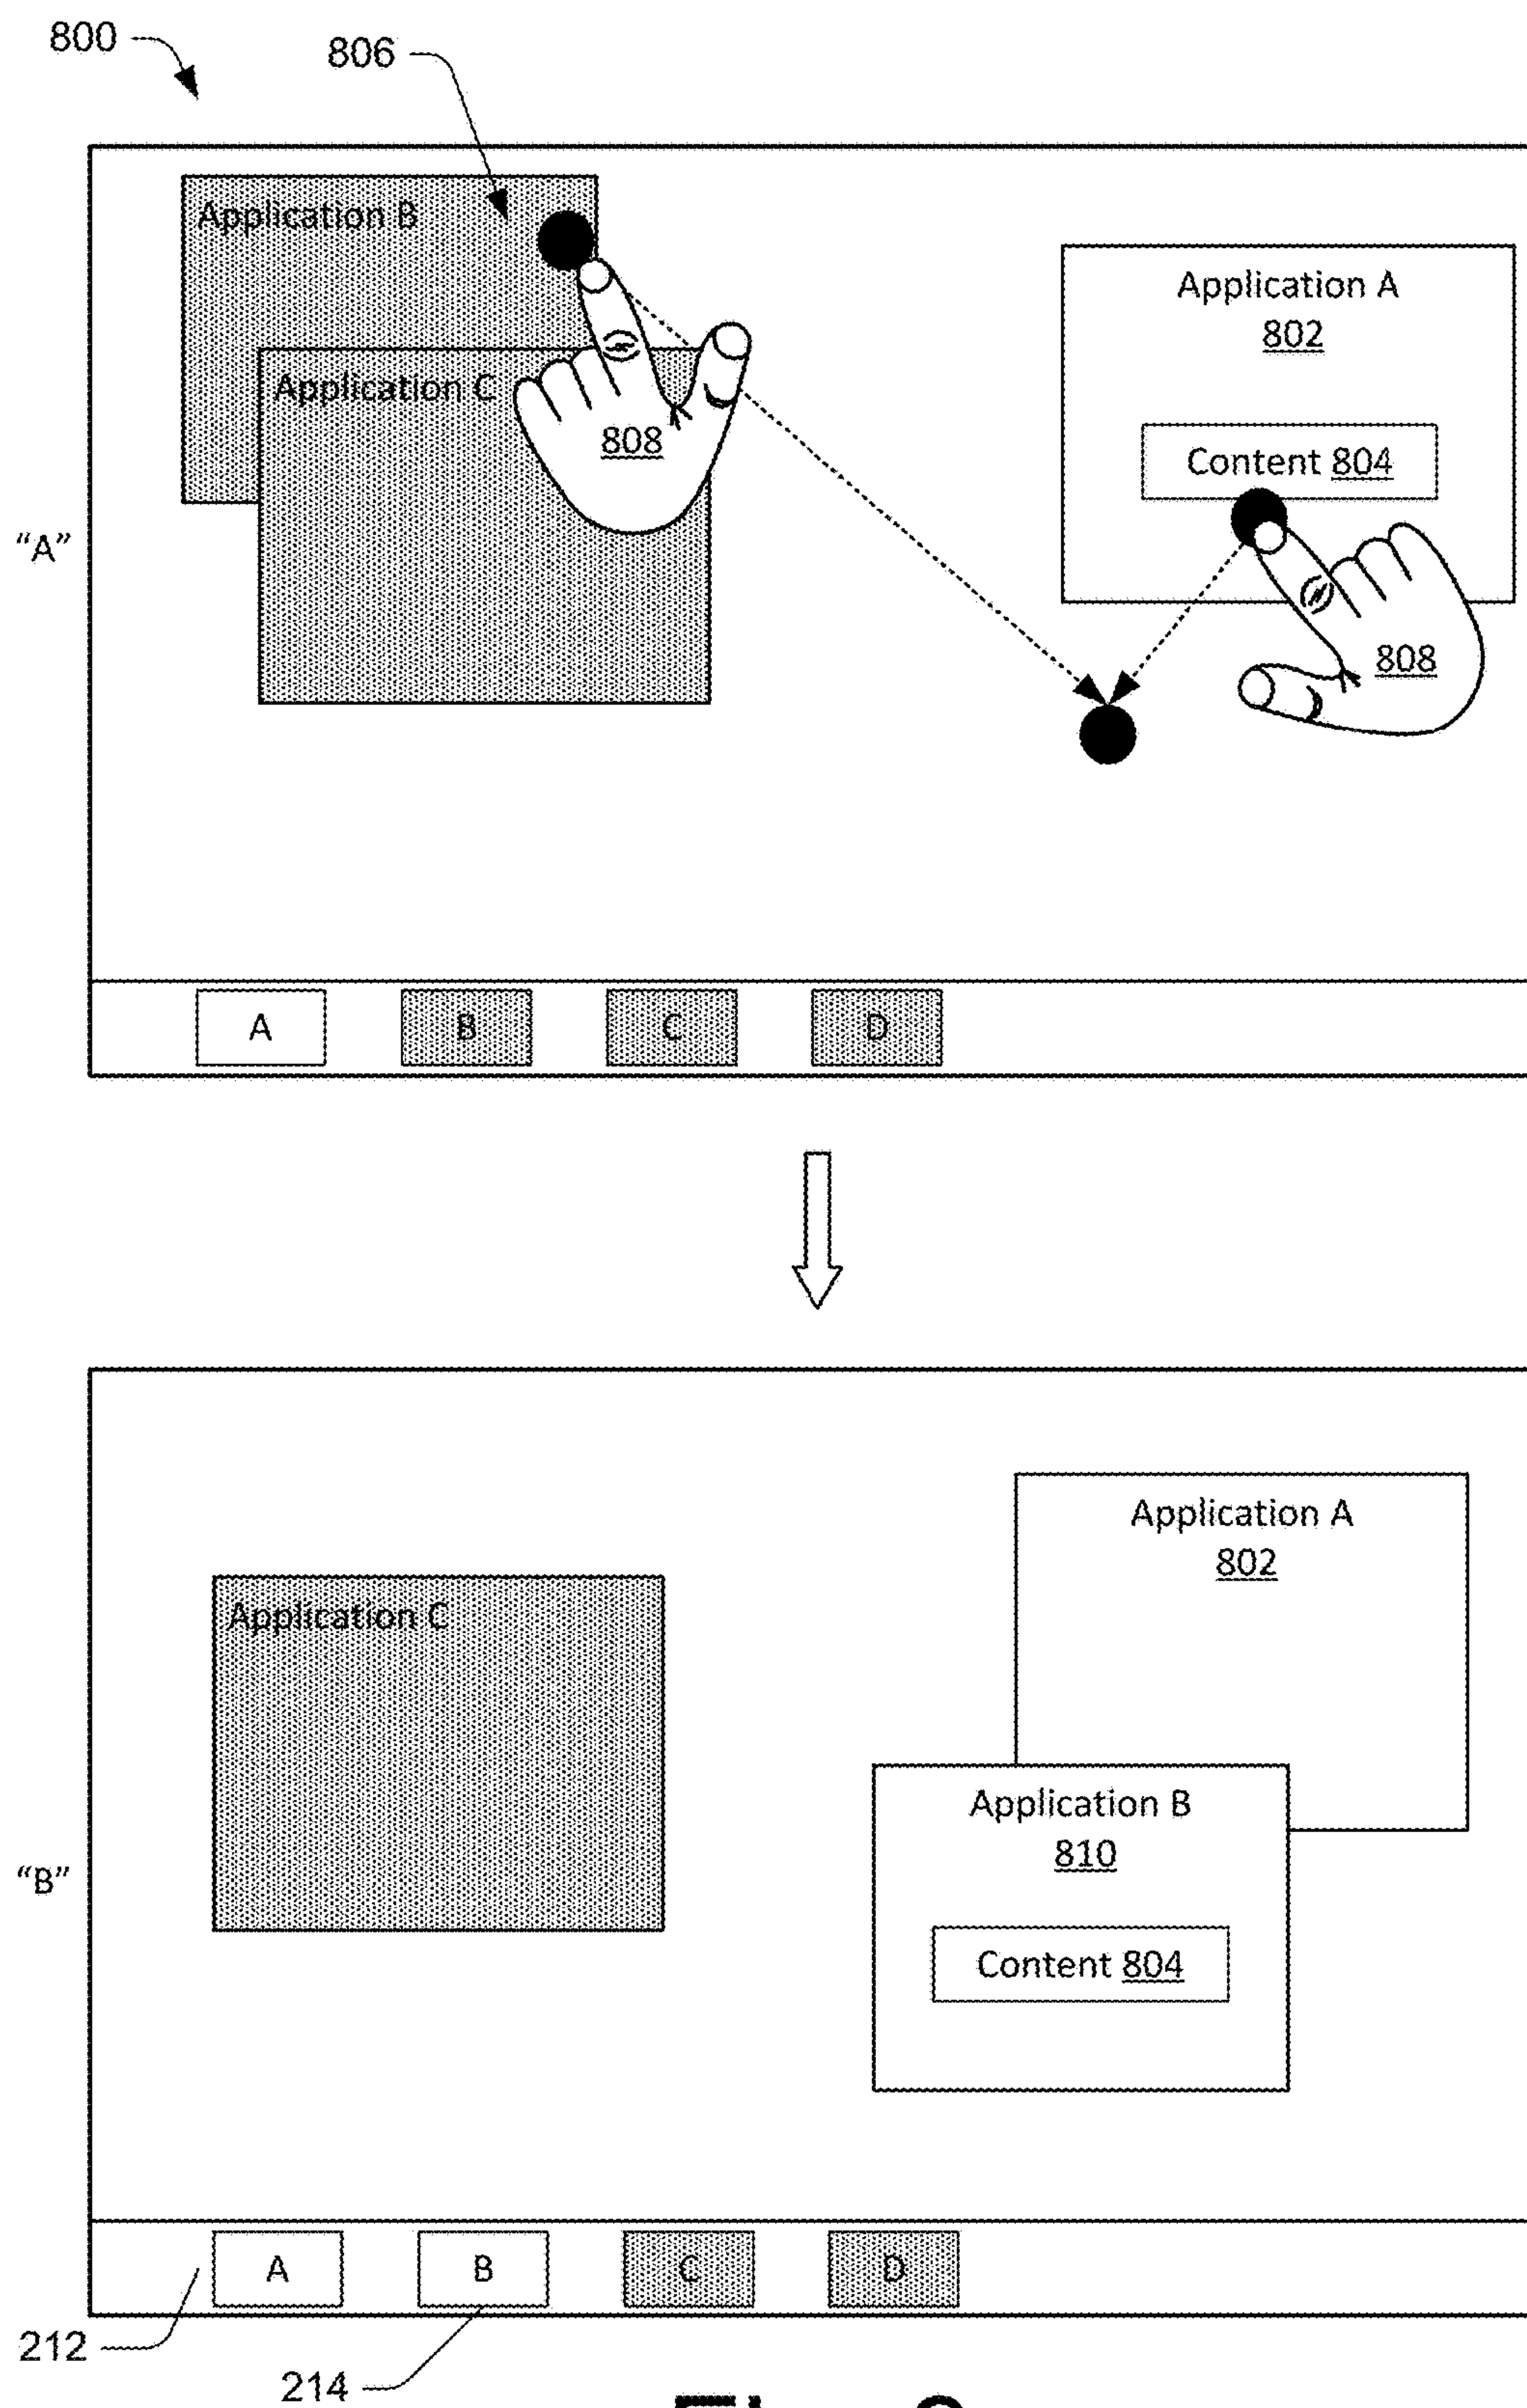 800
806
Application B
Application A
802
Application C
808
Content 804
"A"
808
A B C D
Application A
802
Application C
Application B
810
"B"
Content 804
A B C D
212
214